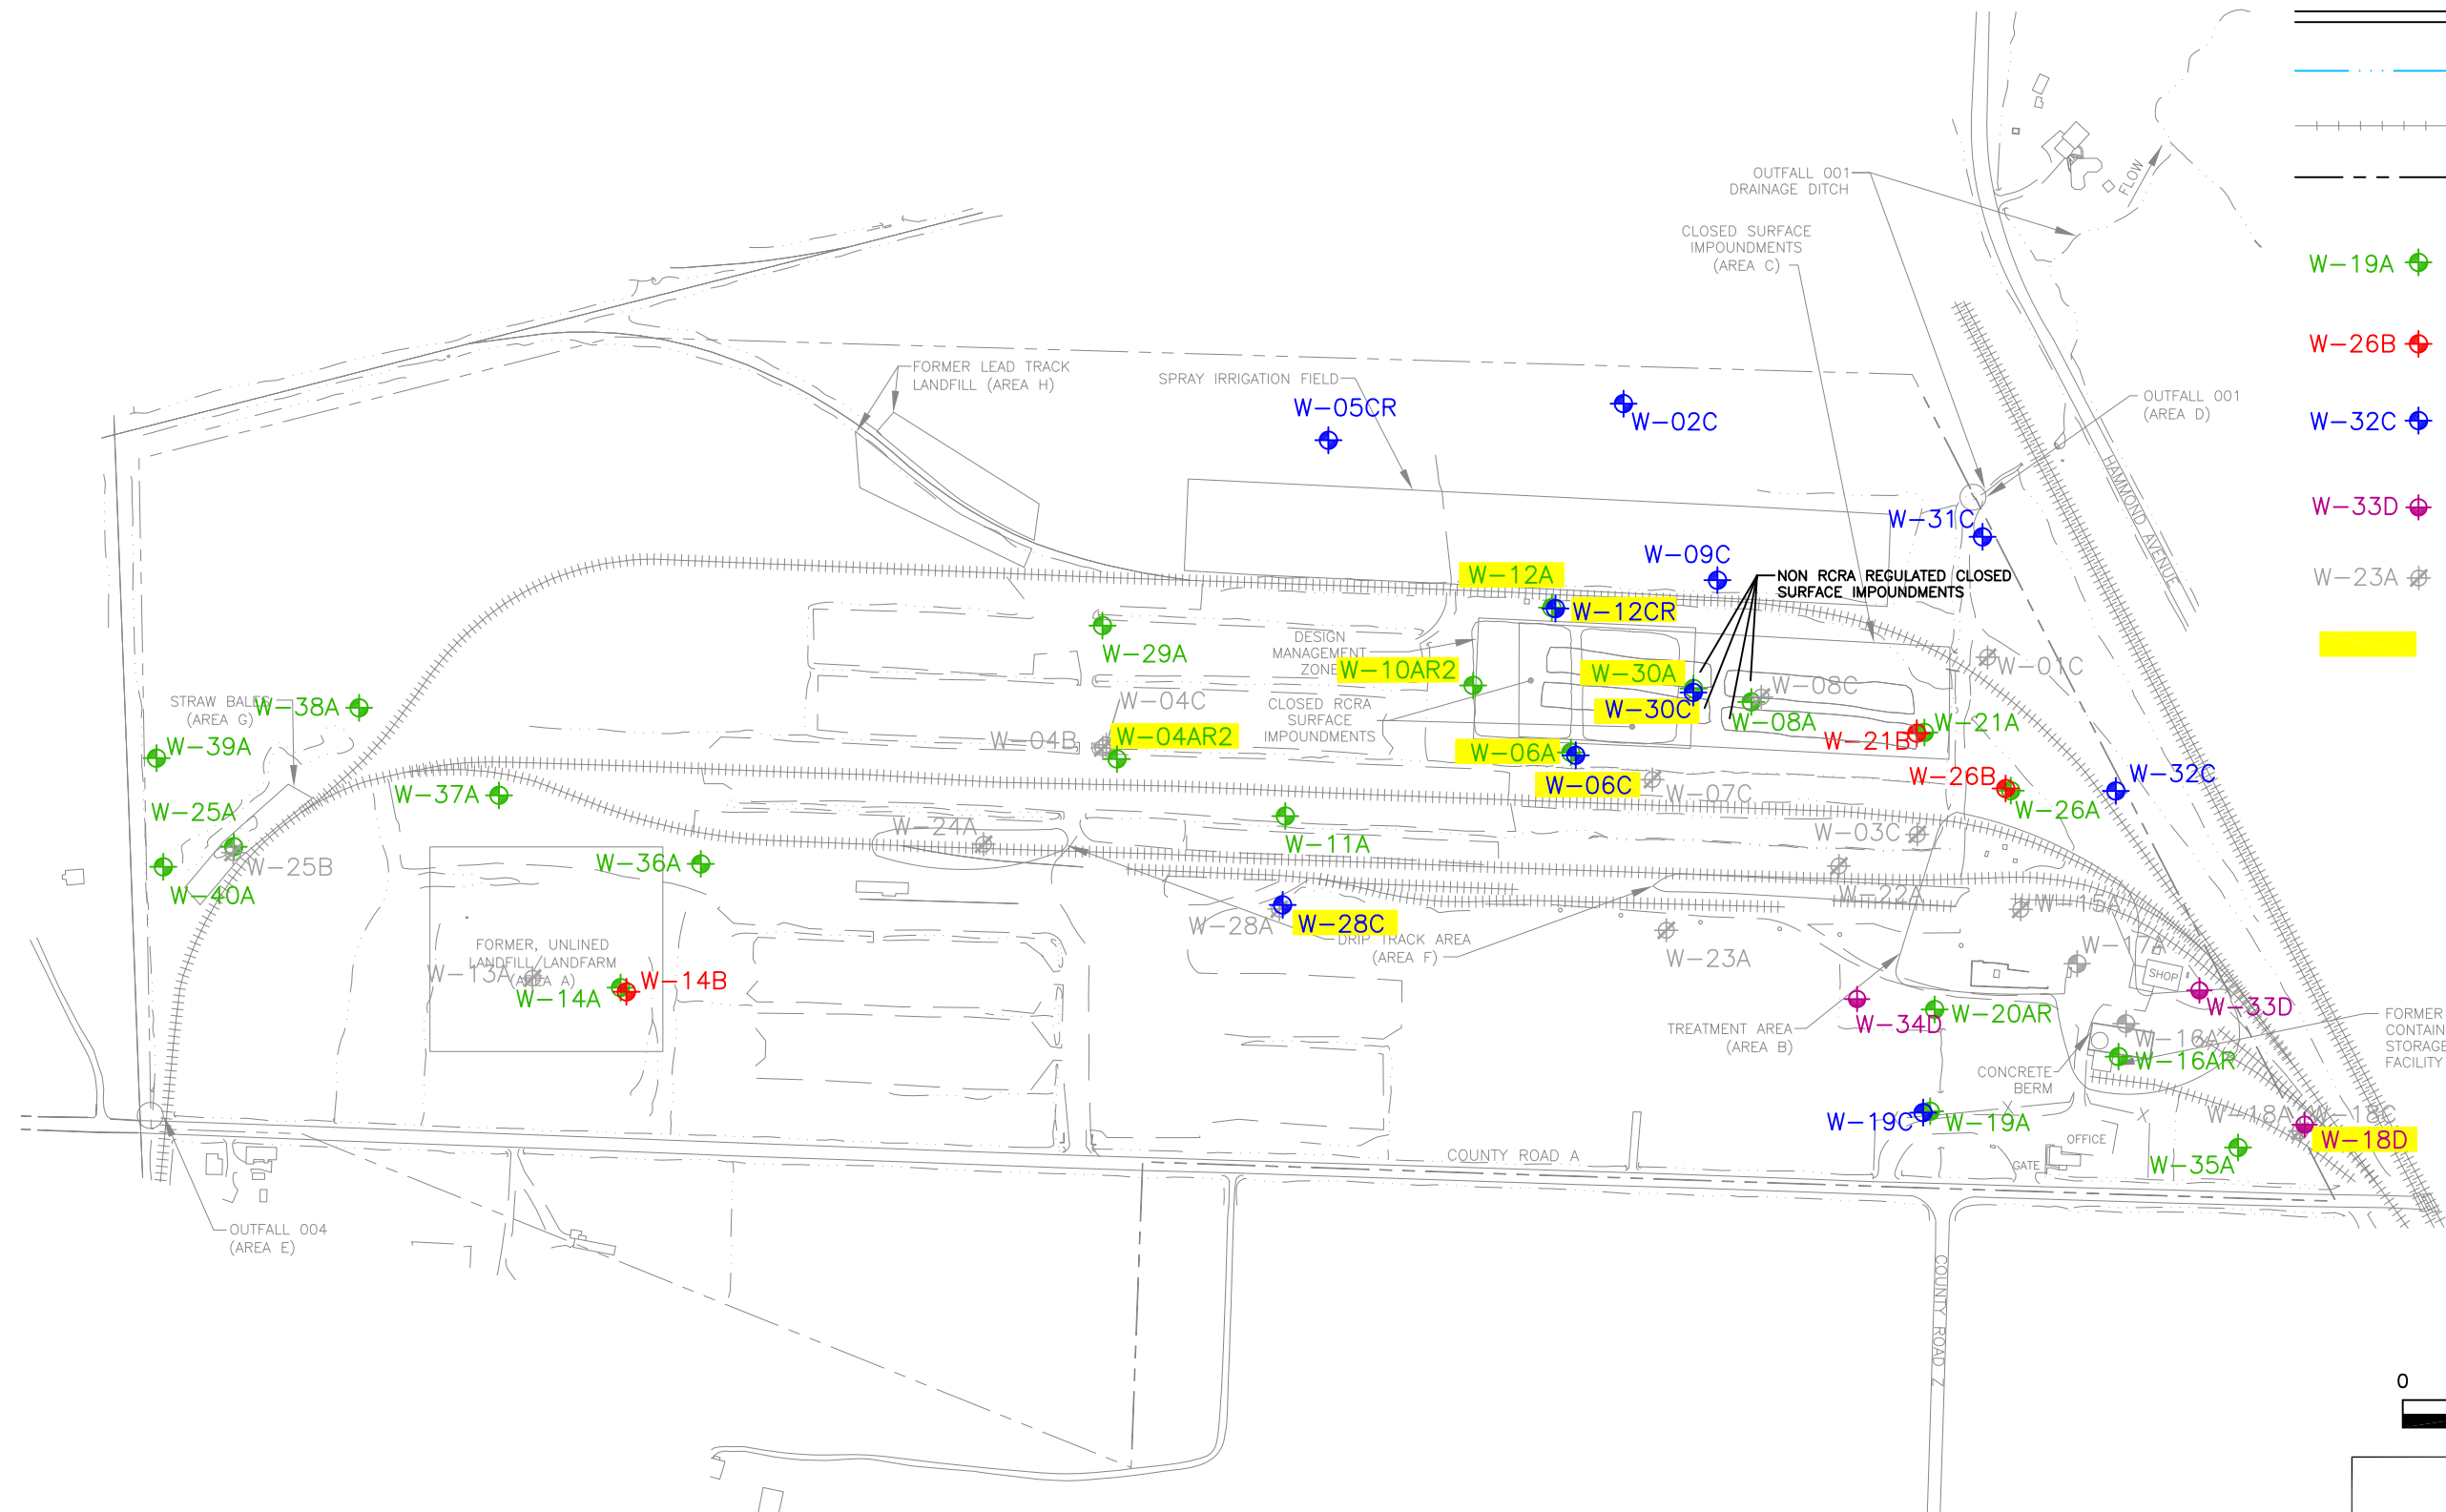 OUTFALL 001
DRAINAGE DITCH
FLOW
CLOSED SURFACE
IMPOUNDMENTS
(AREA C)
W-19A
W-26B
FORMER LEAD TRACK
LANDFILL (AREA H)
SPRAY IRRIGATION FIELD
W-05CR
W-02C
OUTFALL 001
(AREA D)
W-32C
HAMMOND AVENUE
W-33D
W-31C
W-09C
W-12A
NON RCRA REGULATED CLOSED
SURFACE IMPOUNDMENTS
W-23A
W-12CR
W-29A
DESIGN
MANAGEMENT
ZONE
W-10AR2
W-30A
W-01C
W-08C
STRAW BALES
(AREA G)
W-38A
W-04C
CLOSED RCRA
SURFACE
IMPOUNDMENTS
W-30C
W-08A
W-21A
W-39A
W-04B
W-04AR2
W-06A
W-21B
W-37A
W-06C
W-07C
W-26B
W-32C
W-25A
W-26A
W-24A
W-11A
W-03C
W-25B
W-36A
W-40A
W-22A
W-15A
W-28A
W-28C
DRIP TRACK AREA
(AREA F)
W-23A
W-17A
FORMER, UNLINED
LANDFILL/LANDFARM
(AREA A)
W-13A
W-14A
W-14B
SHOP
W-33D
W-34D
W-20AR
TREATMENT AREA
(AREA B)
W-16A
W-16AR
FORMER
CONTAIN
STORAGE
FACILITY
CONCRETE
BERM
W-19C
W-19A
W-18A
W-18C
W-18D
OFFICE
GATE
W-35A
COUNTY ROAD A
OUTFALL 004
(AREA E)
COUNTY ROAD Z
0